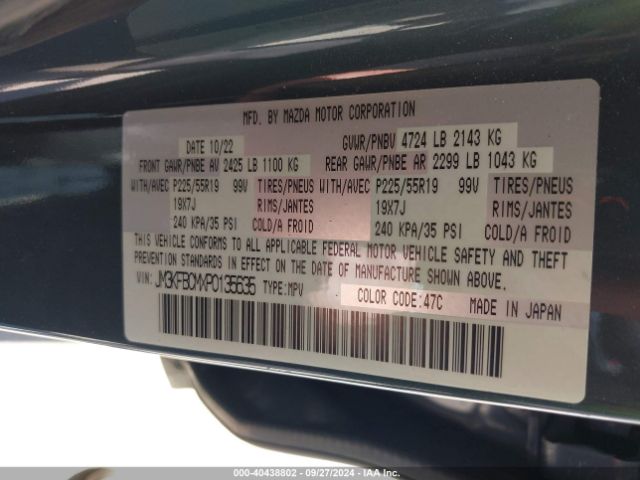 MFD. BY MAZDA MOTOR CORPORATION
DATE 10/22 GVWR/PNBV 4724 LB 2143 KG
FRONT GAWR/PNBE AV 2425 LB 1100 KG REAR GAWR/PNBE AR 2299 LB 1043 KG
WITH/AVEC P225/55R19 99V TIRES/PNEUS WITH/AVEC P225/55R19 99V TIRES/PNEUS
19X7J RIMS/JANTES 19X7J RIMS/JANTES
240 KPA/35 PSI COLD/A FROID 240 KPA/35 PSI COLD/A FROID
THIS VEHICLE CONFORMS TO ALL APPLICABLE FEDERAL MOTOR VEHICLE SAFETY AND THEFT
PREVENTION STANDARDS IN EFFECT ON THE DATE OF MANUFACTURE SHOWN ABOVE.
VIN: JM3KFBCMXP0135635 TYPE:MPV COLOR CODE:47C MADE IN JAPAN
000-40438802 - 09/27/2024 - IAA Inc.